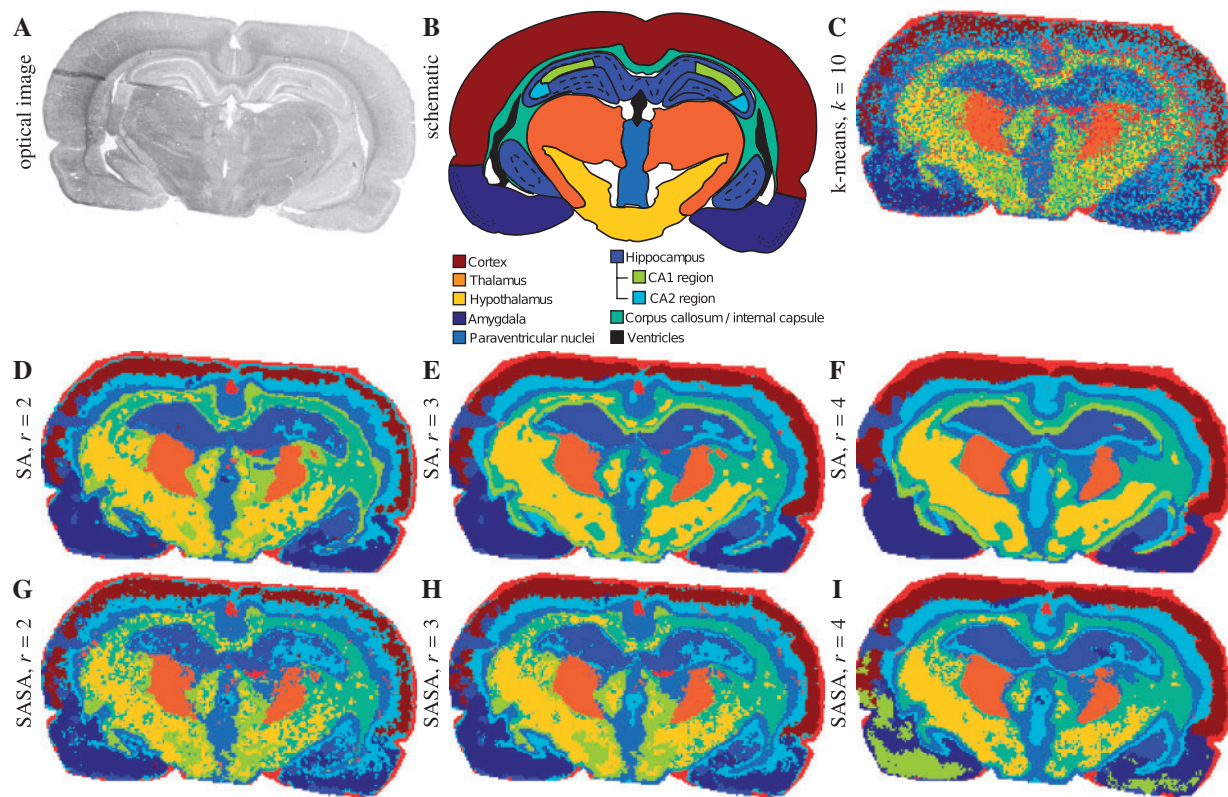 A
optical image
B
schematic
C
k-means, k = 10
Cortex
Thalamus
Hypothalamus
Amygdala
Paraventricular nuclei
Hippocampus
CA1 region
CA2 region
Corpus callosum / internal capsule
Ventricles
D
SA, r = 2
E
SA, r = 3
F
SA, r = 4
G
SASA, r = 2
H
SASA, r = 3
I
SASA, r = 4